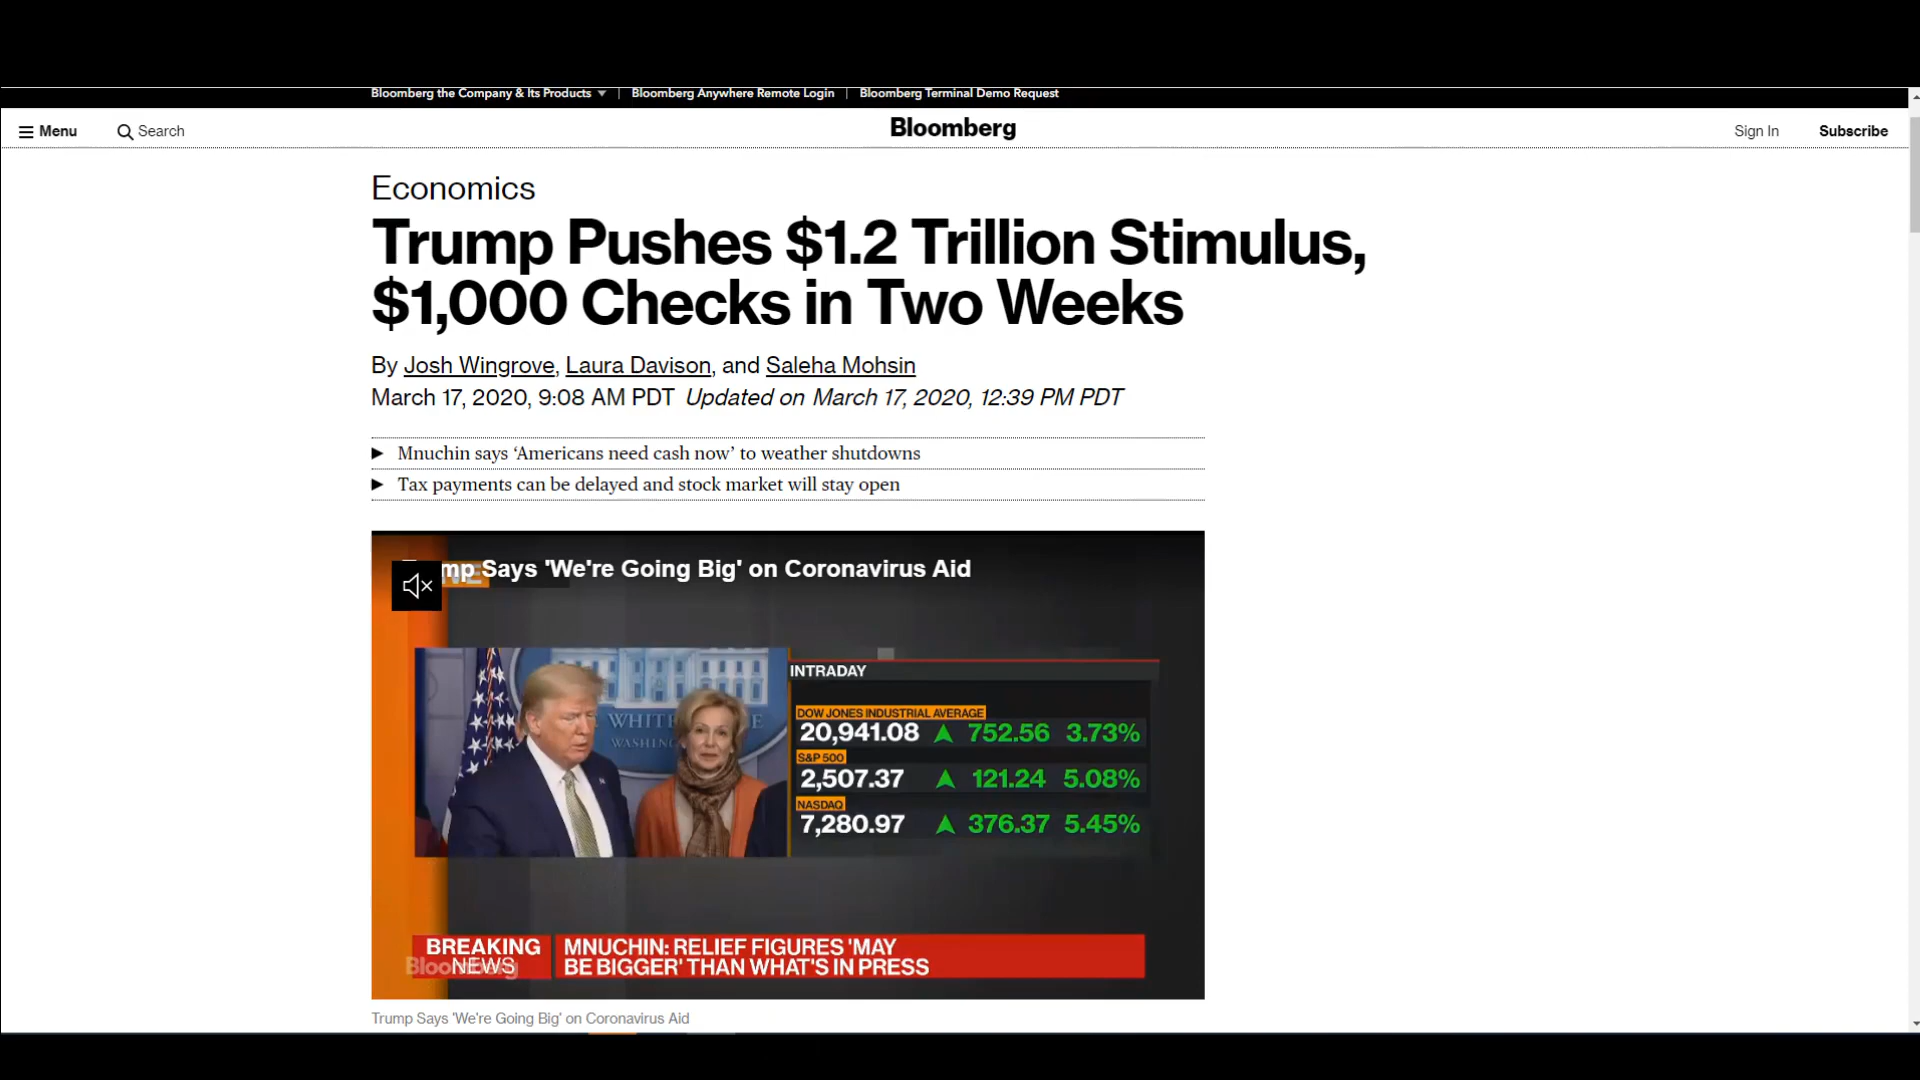 Bloomberg the Company & Its Products
Bloomberg Anywhere Remote Login
Bloomberg Terminal Demo Request
Menu
Search
Bloomberg
Sign In
Subscribe
Economics
Trump Pushes $1.2 Trillion Stimulus,
$1,000 Checks in Two Weeks
By Josh Wingrove, Laura Davison, and Saleha Mohsin
March 17, 2020, 9:08 AM PDT Updated on March 17, 2020, 12:39 PM PDT
Mnuchin says ‘Americans need cash now’ to weather shutdowns
Tax payments can be delayed and stock market will stay open
Says 'We're Going Big' on Coronavirus Aid
INTRADAY
DOW JONES INDUSTRIAL AVERAGE
20,941.08 ▲ 752.56 3.73%
S&P 500
2,507.37 ▲ 121.24 5.08%
NASDAQ
7,280.97 ▲ 376.37 5.45%
BREAKING
NEWS
MNUCHIN: RELIEF FIGURES 'MAY
BE BIGGER' THAN WHAT'S IN PRESS
Bloomberg
Trump Says 'We're Going Big' on Coronavirus Aid